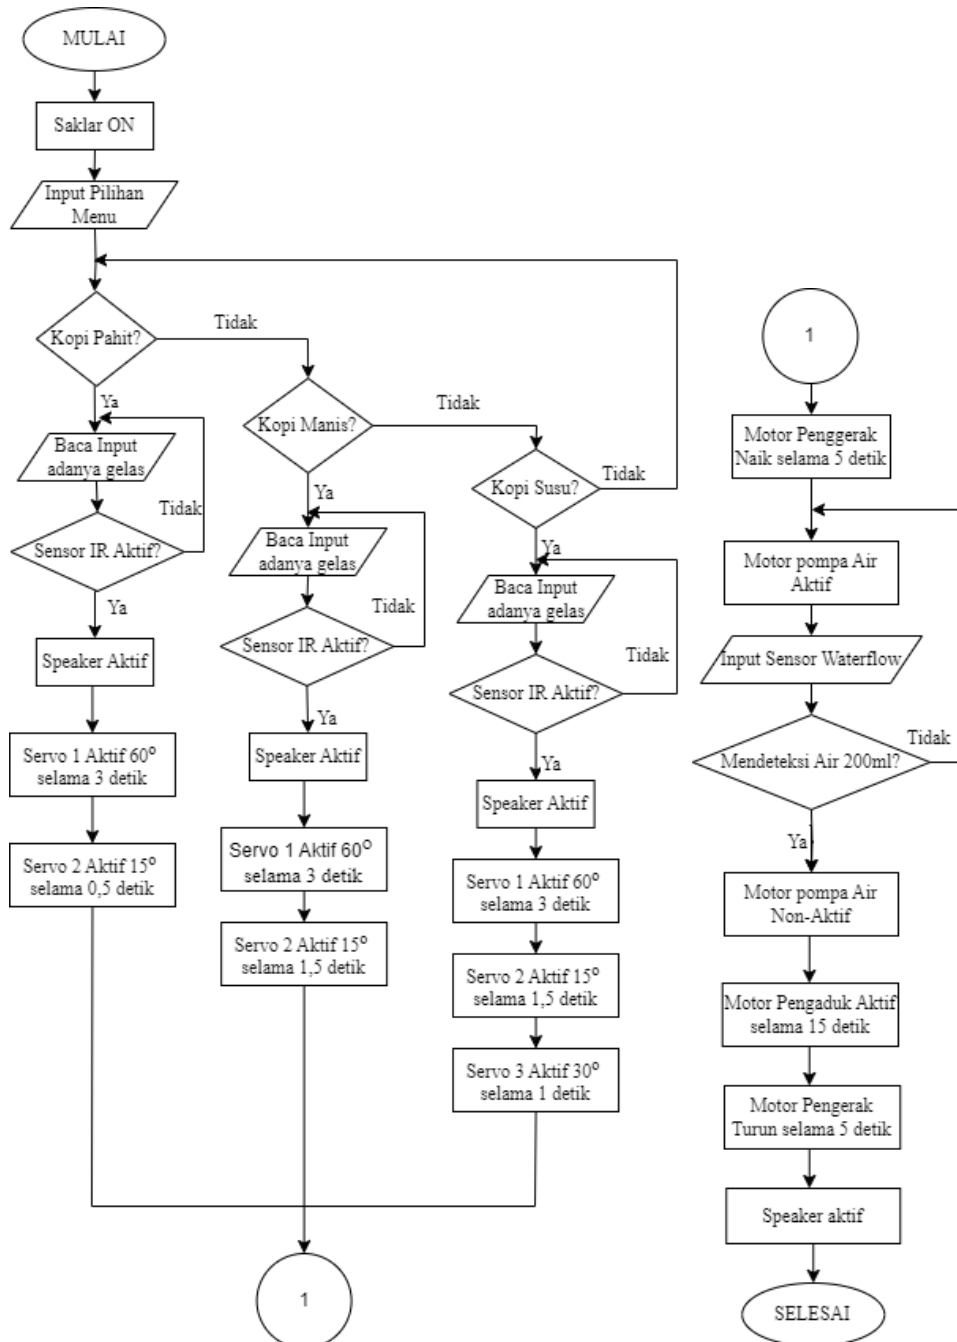 MULAI
Saklar ON
Input Pilihan
Menu
Kopi Pahit?
Tidak
Ya
Baca Input
adanya gelas
Tidak
Sensor IR Aktif?
Ya
Speaker Aktif
Servo 1 Aktif 60°
selama 3 detik
Servo 2 Aktif 15°
selama 0,5 detik
Kopi Manis?
Tidak
Ya
Baca Input
adanya gelas
Tidak
Sensor IR Aktif?
Ya
Speaker Aktif
Servo 1 Aktif 60°
selama 3 detik
Servo 2 Aktif 15°
selama 1,5 detik
Kopi Susu?
Tidak
Ya
Baca Input
adanya gelas
Tidak
Sensor IR Aktif?
Ya
Speaker Aktif
Servo 1 Aktif 60°
selama 3 detik
Servo 2 Aktif 15°
selama 1,5 detik
Servo 3 Aktif 30°
selama 1 detik
1
1
Motor Penggerak
Naik selama 5 detik
Motor pompa Air
Aktif
Input Sensor Waterflow
Mendeteksi Air 200ml?
Tidak
Ya
Motor pompa Air
Non-Aktif
Motor Pengaduk Aktif
selama 15 detik
Motor Pengerak
Turun selama 5 detik
Speaker aktif
SELESAI